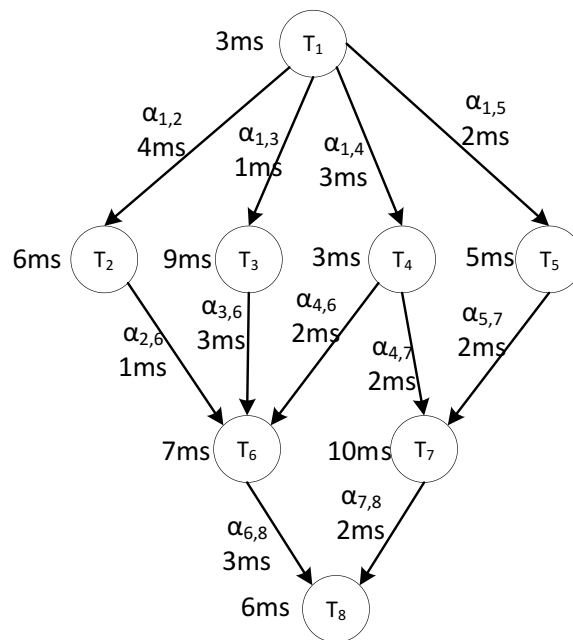 3ms T₁
α₁,₂
4ms
α₁,₃
1ms
α₁,₄
3ms
α₁,₅
2ms
6ms T₂ 9ms T₃ 3ms T₄ 5ms T₅
α₂,₆
1ms
α₃,₆
3ms
α₄,₆
2ms
α₄,₇
2ms
α₅,₇
2ms
7ms T₆ 10ms T₇
α₆,₈
3ms
α₇,₈
2ms
6ms T₈